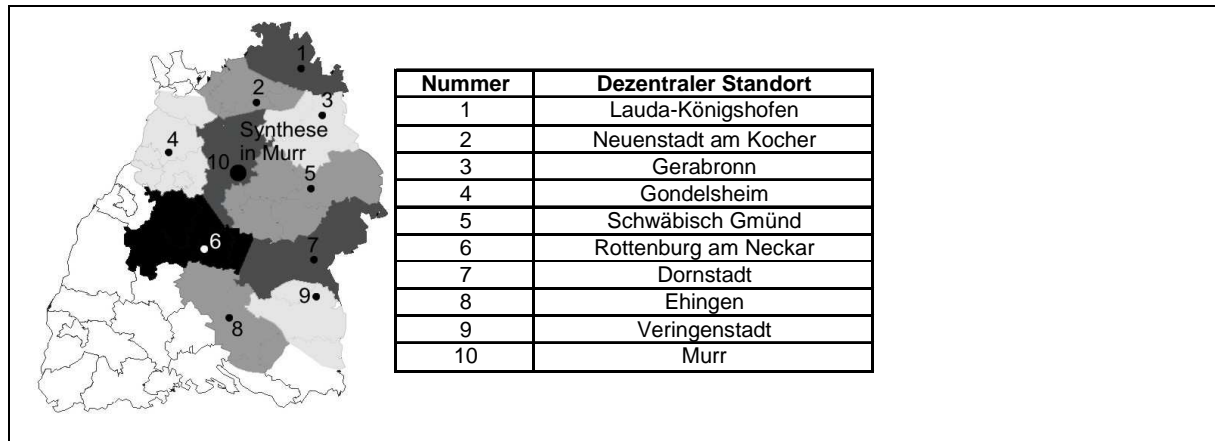 1
2
3
Synthese
4
in Murr
10
5
6
7
9
8
Nummer Dezentraler Standort
1 Lauda-Königshofen
2 Neuenstadt am Kocher
3 Gerabronn
4 Gondelsheim
5 Schwäbisch Gmünd
6 Rottenburg am Neckar
7 Dornstadt
8 Ehingen
9 Veringenstadt
10 Murr